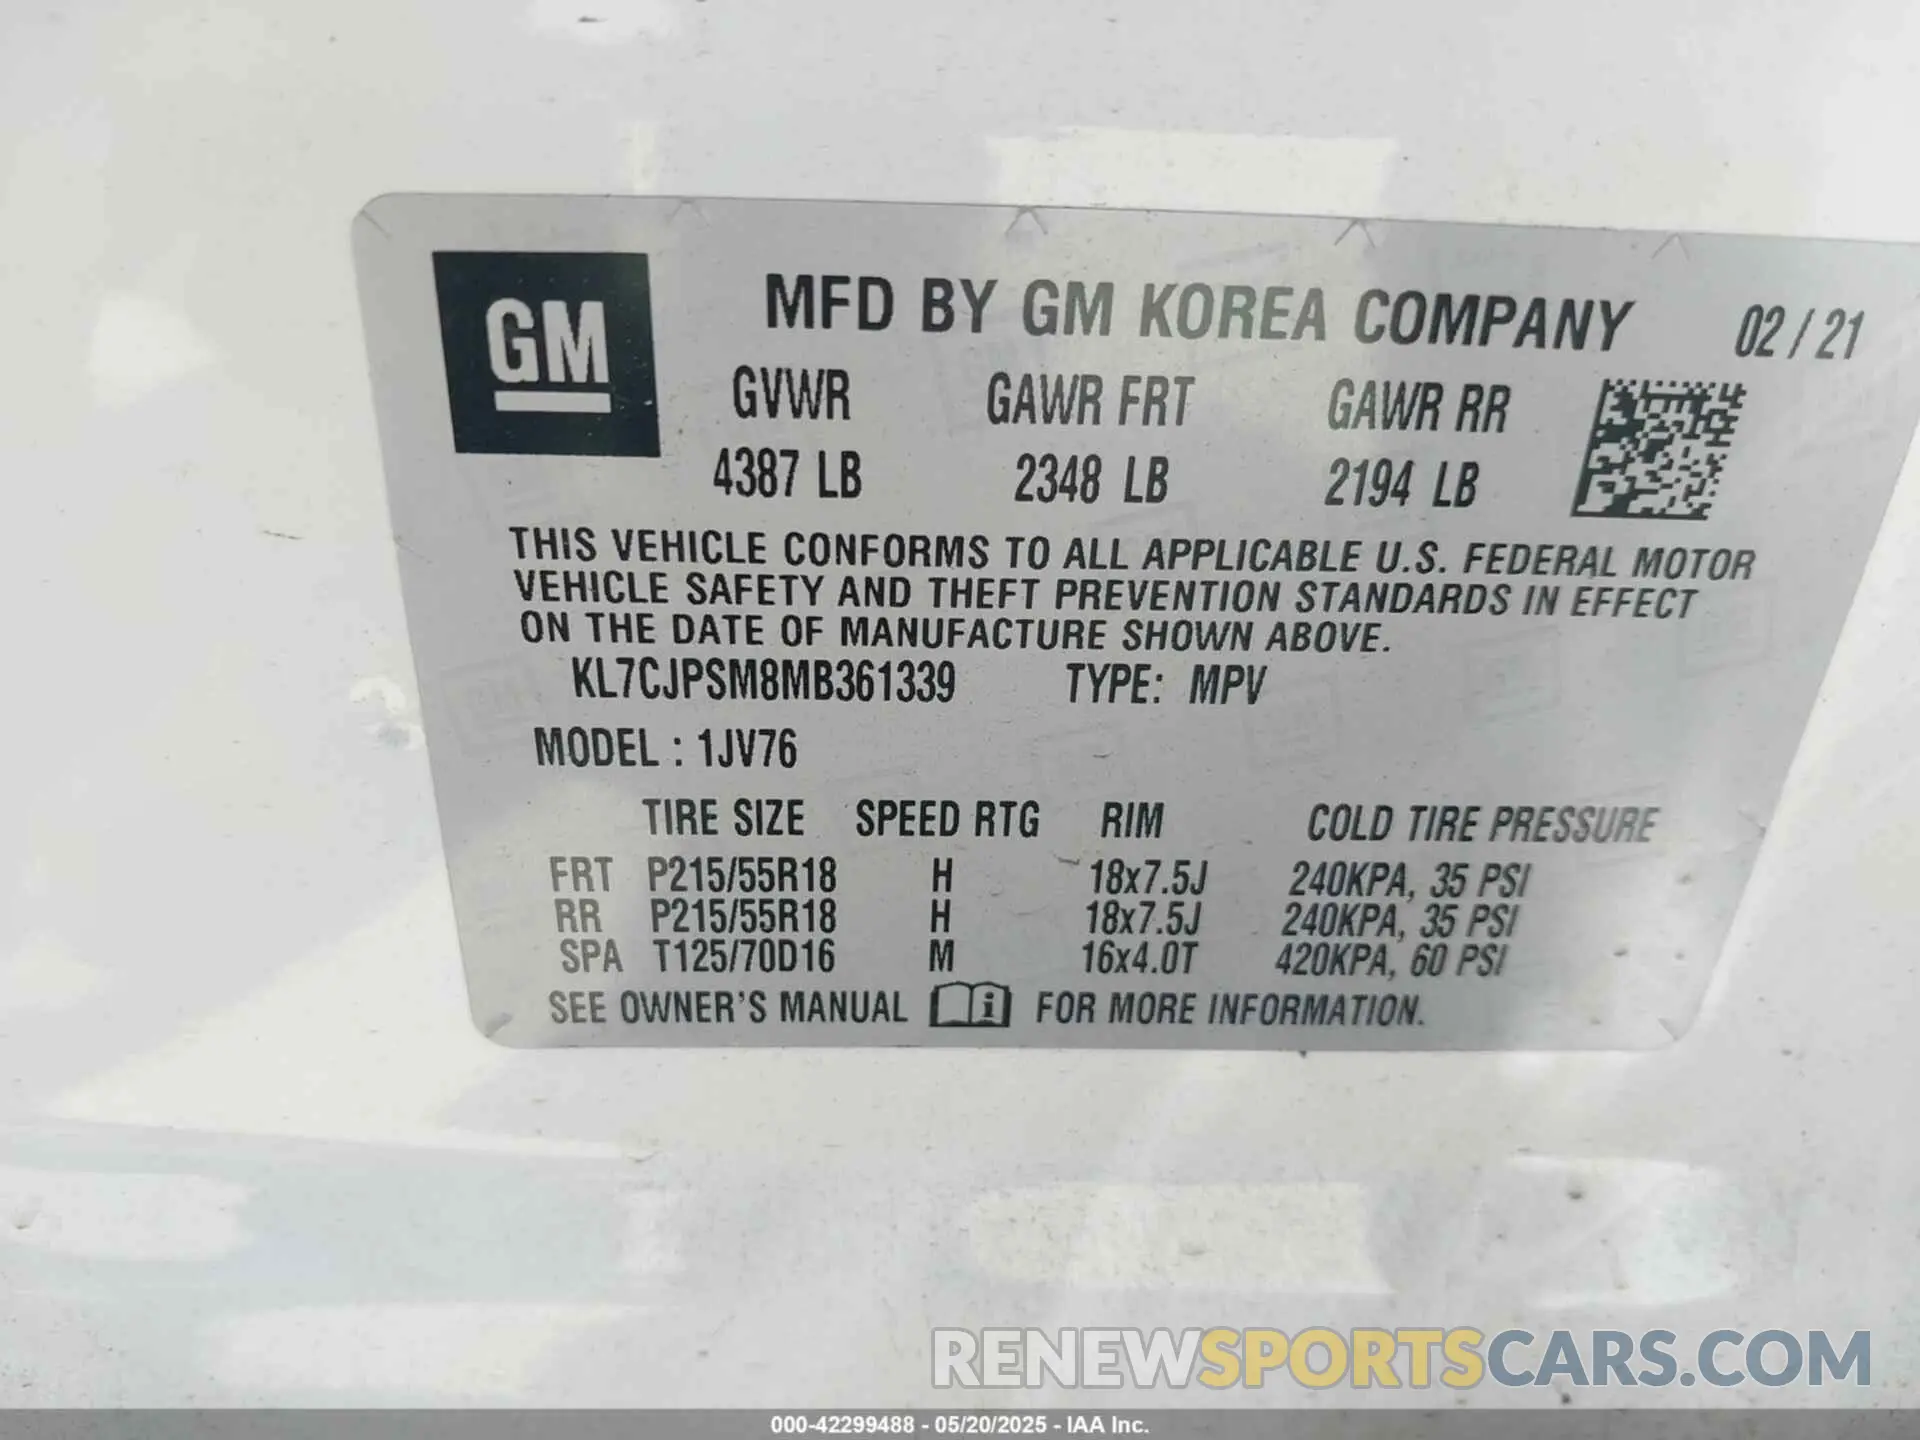 GM
MFD BY GM KOREA COMPANY 02/21
GVWR GAWR FRT GAWR RR
4387 LB 2348 LB 2194 LB
THIS VEHICLE CONFORMS TO ALL APPLICABLE U.S. FEDERAL MOTOR
VEHICLE SAFETY AND THEFT PREVENTION STANDARDS IN EFFECT
ON THE DATE OF MANUFACTURE SHOWN ABOVE.
KL7CJPSM8MB361339 TYPE: MPV
MODEL : 1JV76
TIRE SIZE SPEED RTG RIM COLD TIRE PRESSURE
FRT P215/55R18 H 18x7.5J 240KPA, 35 PSI
RR P215/55R18 H 18x7.5J 240KPA, 35 PSI
SPA T125/70D16 M 16x4.0T 420KPA, 60 PSI
SEE OWNER'S MANUAL i FOR MORE INFORMATION.
RENEWSPORTSCARS.COM
000-42299488 - 05/20/2025 - IAA Inc.